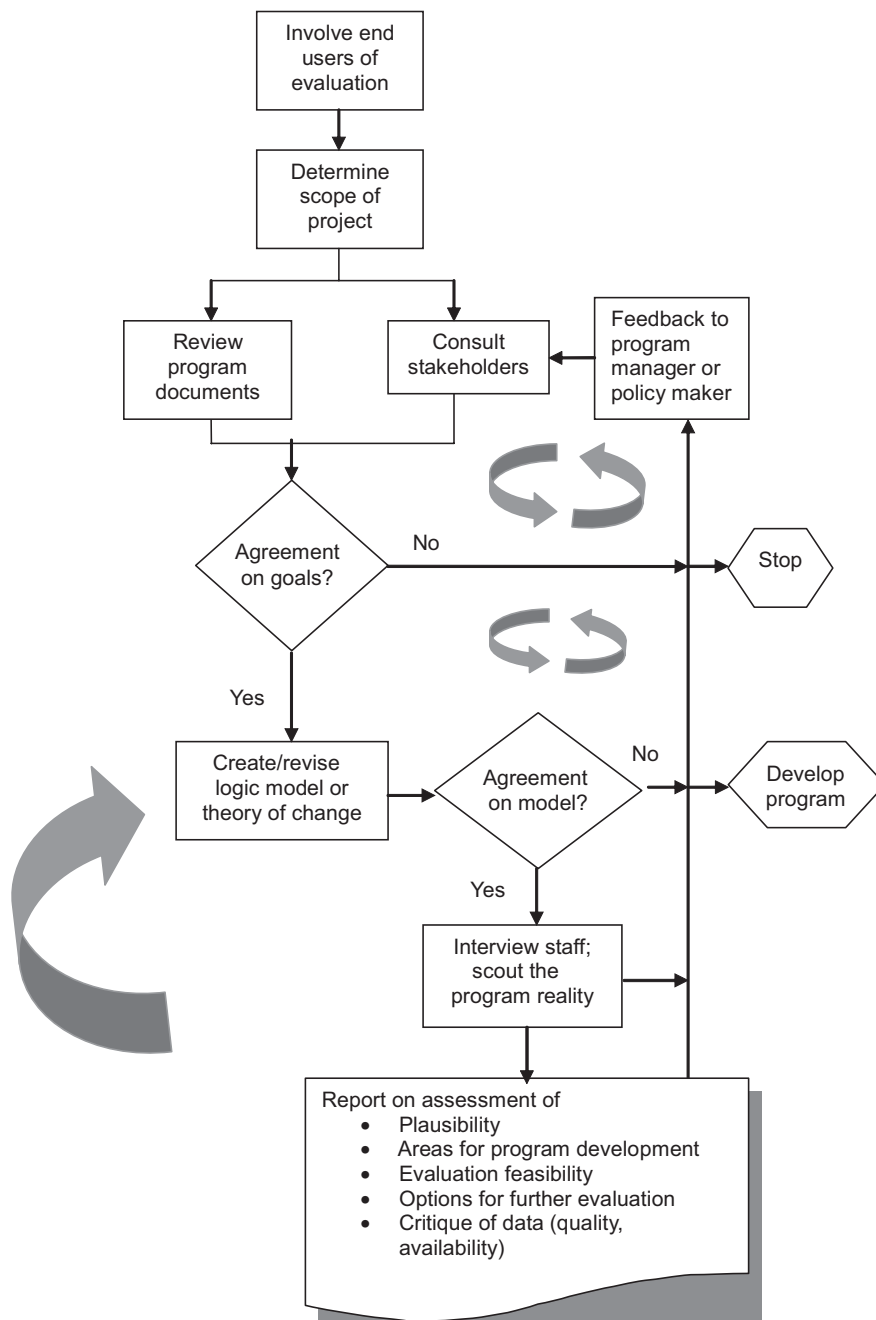 Involve end
users of
evaluation
Determine
scope of
project
Review
program
documents
Consult
stakeholders
Feedback to
program
manager or
policy maker
Agreement
on goals?
No
Stop
Yes
Create/revise
logic model or
theory of change
Agreement
on model?
No
Develop
program
Yes
Interview staff;
scout the
program reality
Report on assessment of
• Plausibility
• Areas for program development
• Evaluation feasibility
• Options for further evaluation
• Critique of data (quality,
availability)